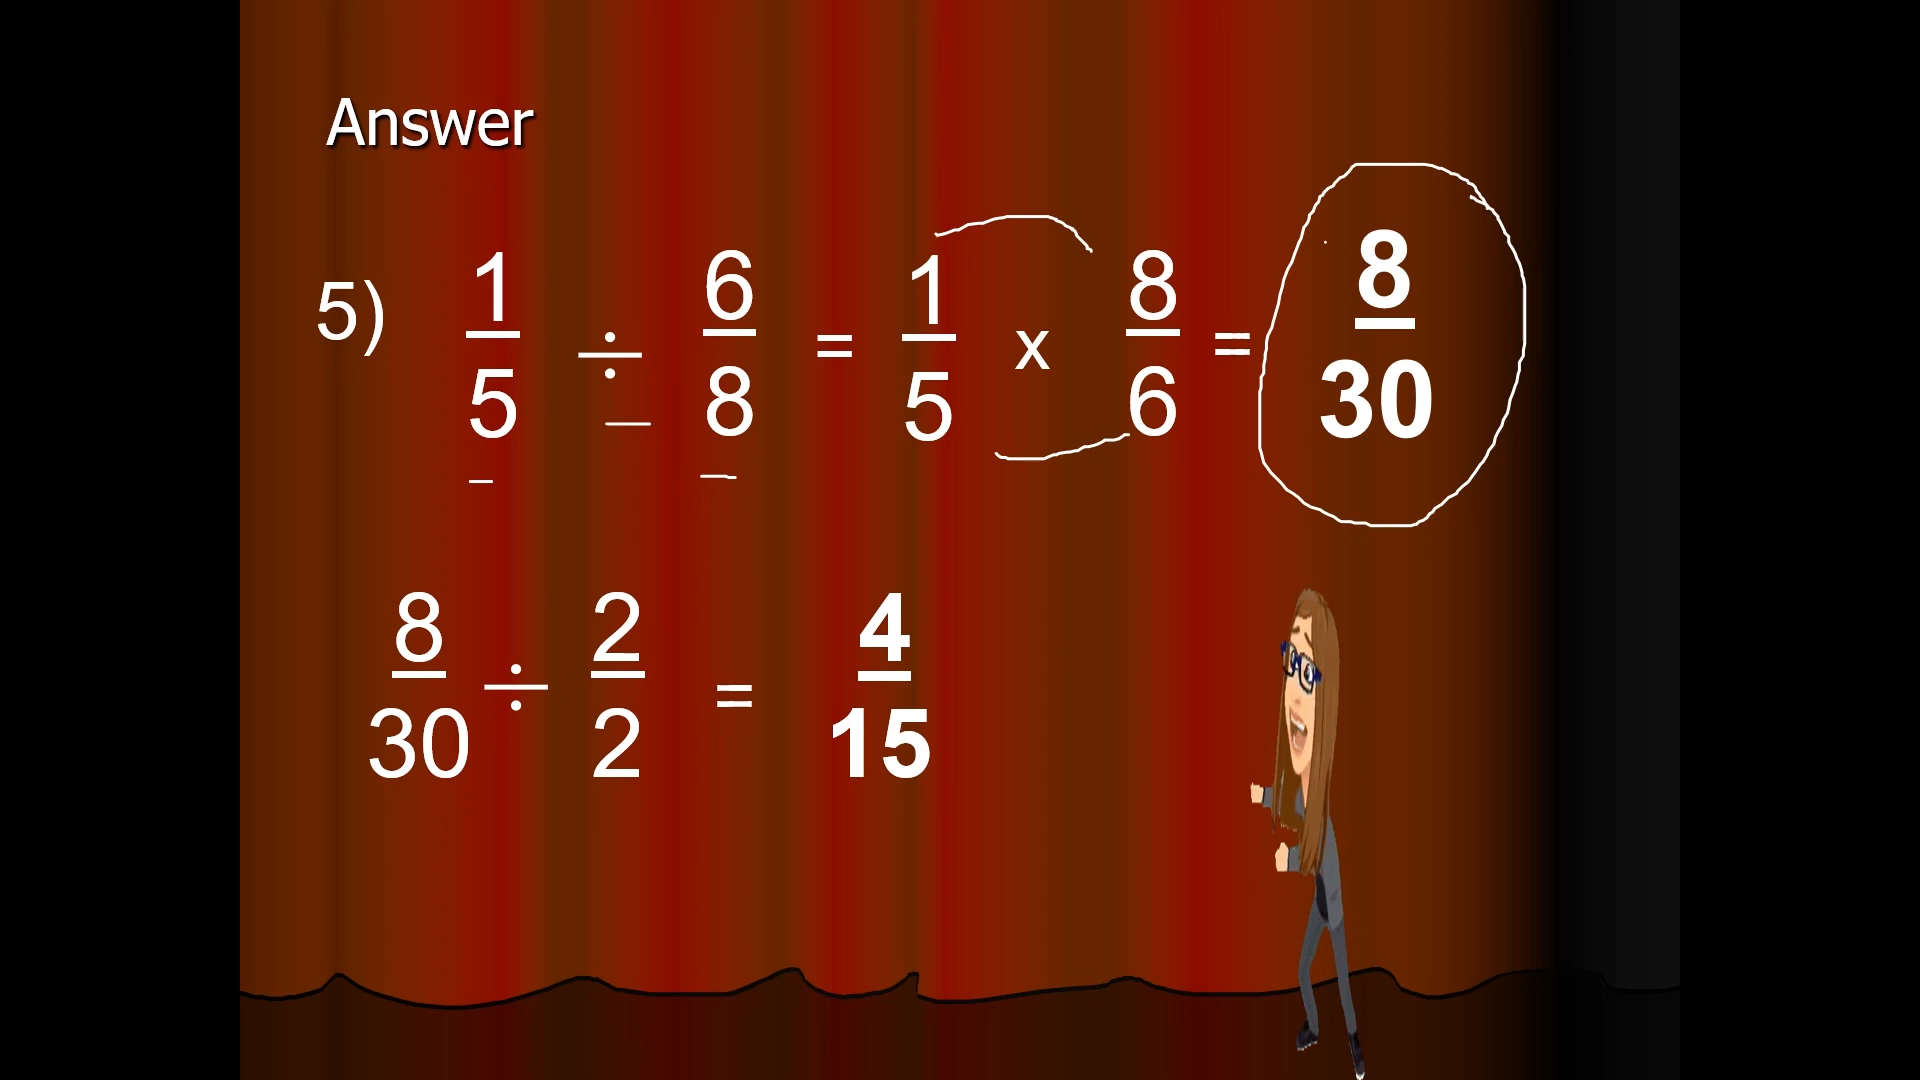 Answer
5) 1/5 ÷ 6/8 = 1/5 x 8/6 = 8/30
8/30 ÷ 2/2 = 4/15